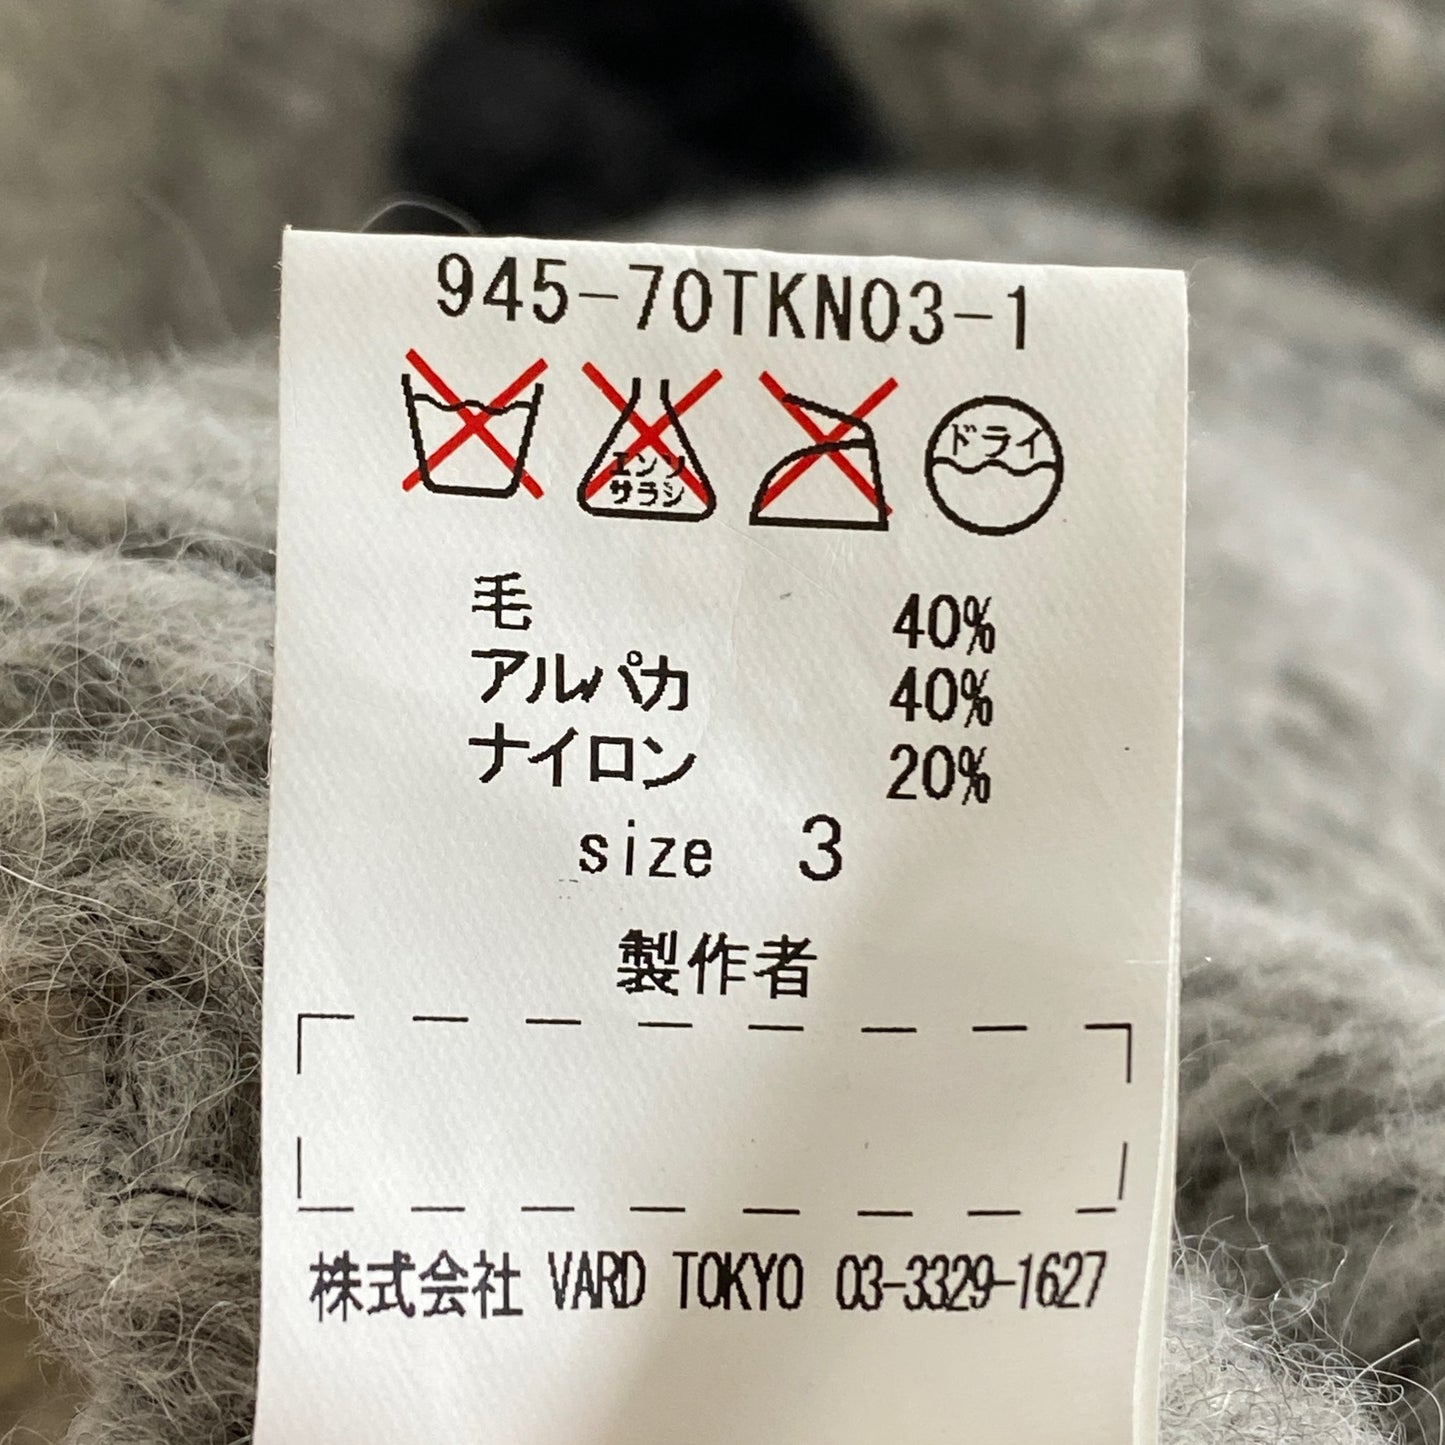 945-70TKN03-1
エンソ
サラシ
ドライ
毛 40%
アルパカ 40%
ナイロン 20%
size 3
製作者
株式会社 VARD TOKYO 03-3329-1627